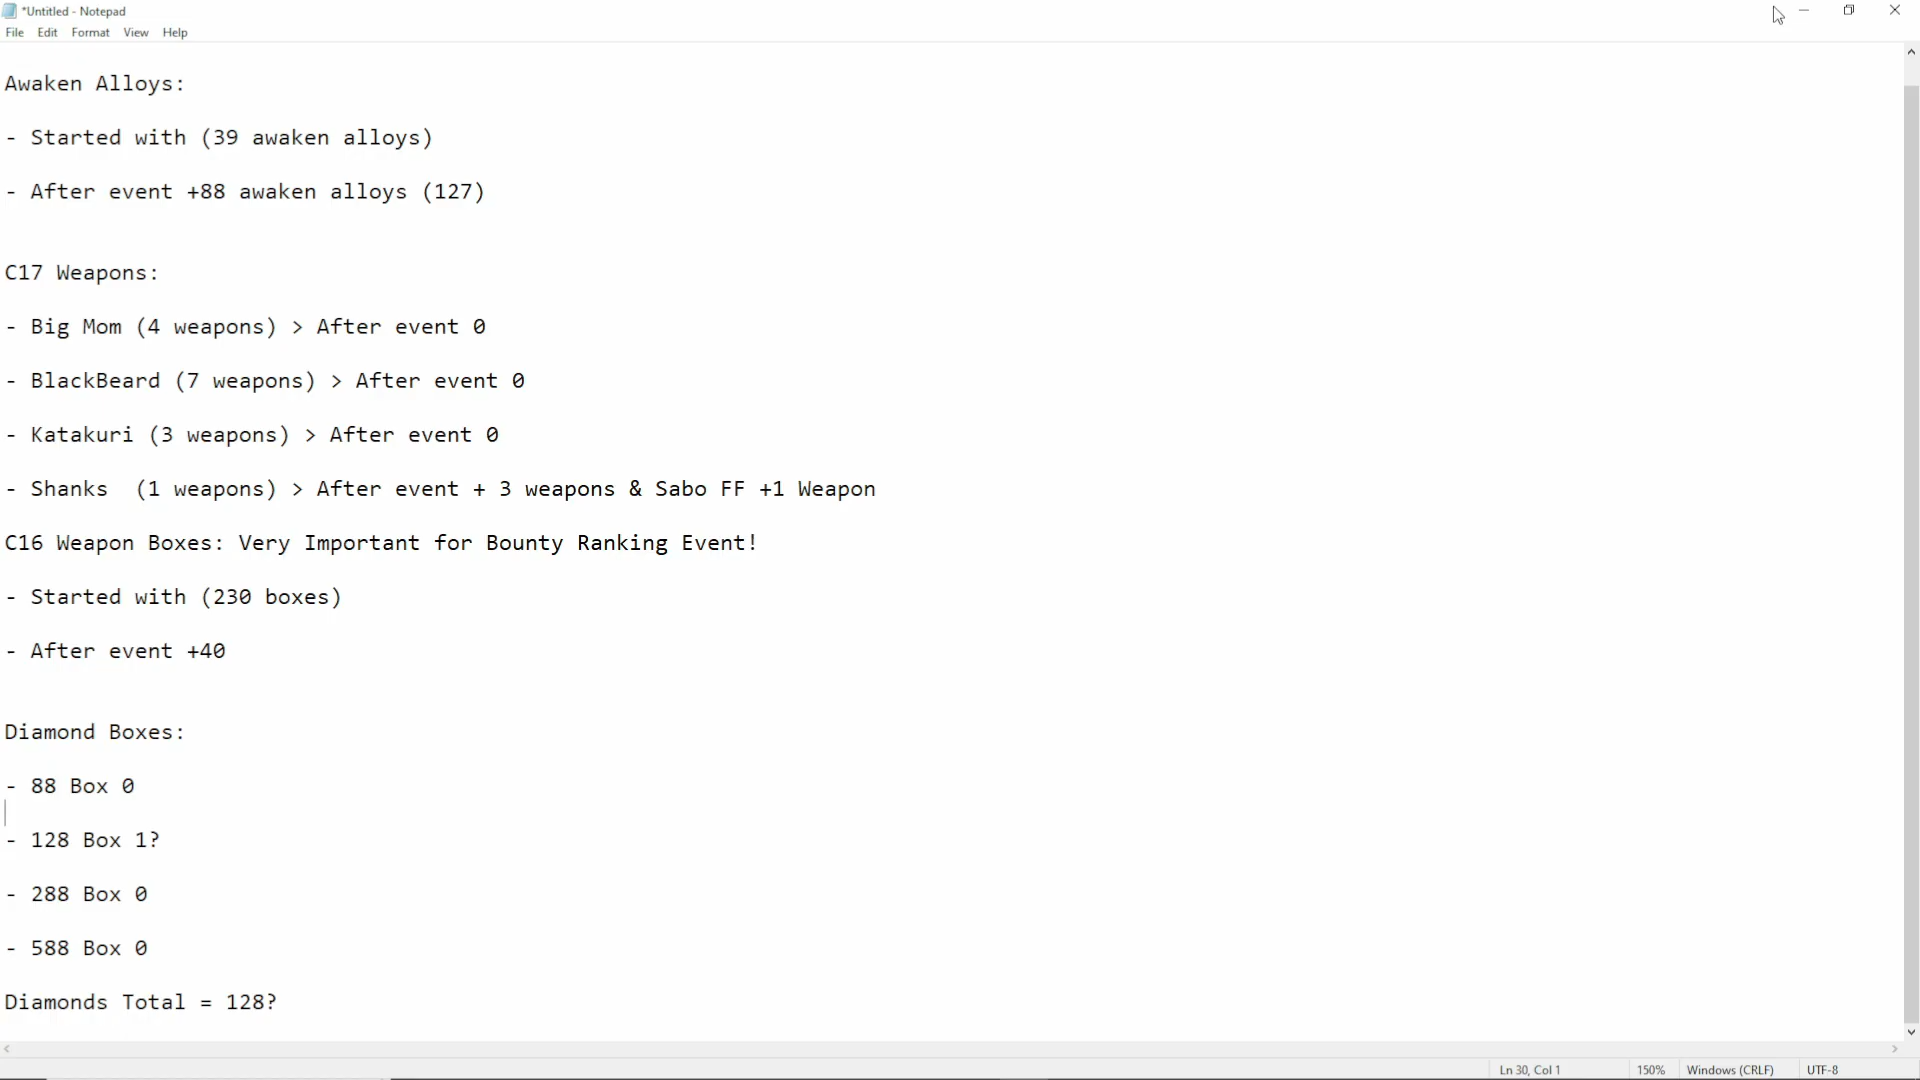 *Untitled - Notepad
File Edit Format View Help
Awaken Alloys:
- Started with (39 awaken alloys)
- After event +88 awaken alloys (127)
C17 Weapons:
- Big Mom (4 weapons) > After event 0
- BlackBeard (7 weapons) > After event 0
- Katakuri (3 weapons) > After event 0
- Shanks  (1 weapons) > After event + 3 weapons & Sabo FF +1 Weapon
C16 Weapon Boxes: Very Important for Bounty Ranking Event!
- Started with (230 boxes)
- After event +40
Diamond Boxes:
- 88 Box 0
- 128 Box 1?
- 288 Box 0
- 588 Box 0
Diamonds Total = 128?
Ln 30, Col 1 150% Windows (CRLF) UTF-8